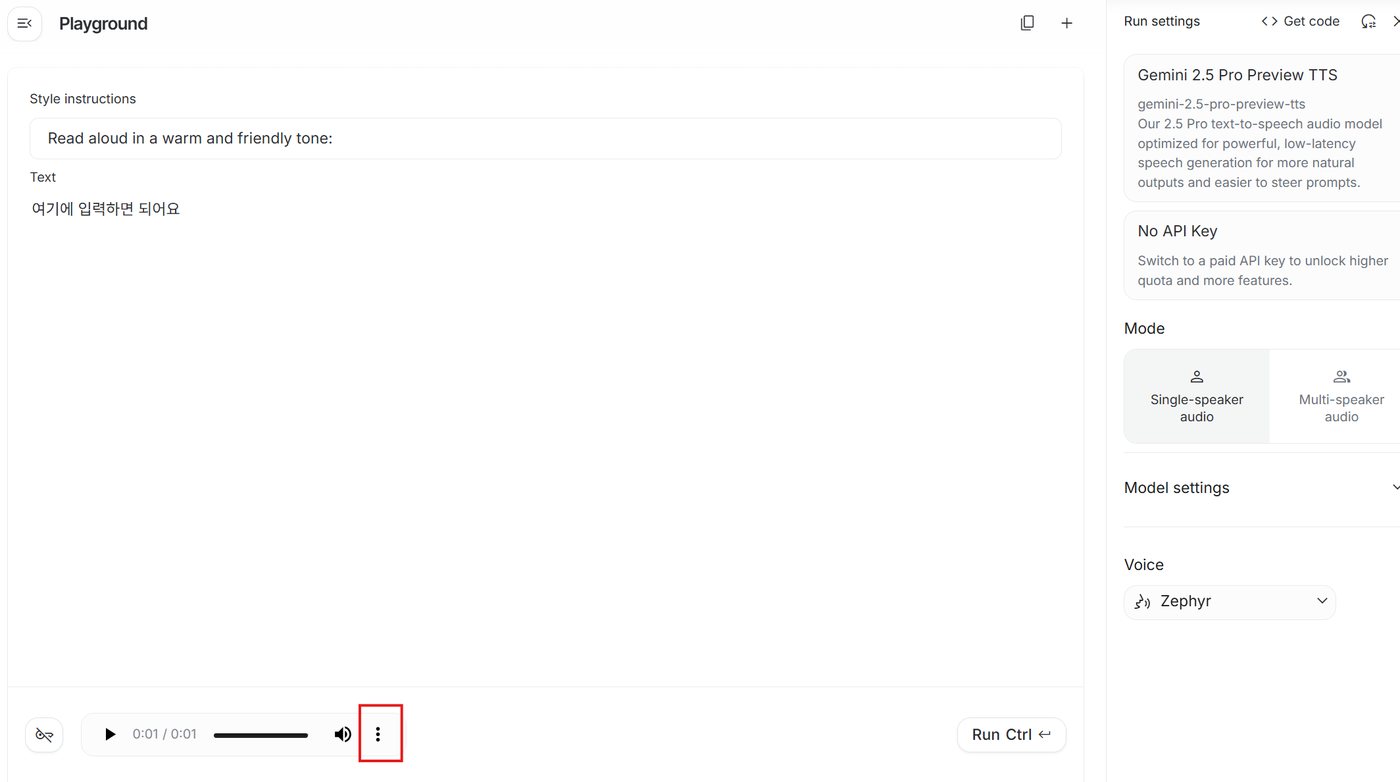 Playground
Style instructions
Read aloud in a warm and friendly tone:
Text
여기에 입력하면 되어요
0:01 / 0:01
Run Ctrl ↵
Run settings
<> Get code
Gemini 2.5 Pro Preview TTS
gemini-2.5-pro-preview-tts
Our 2.5 Pro text-to-speech audio model
optimized for powerful, low-latency
speech generation for more natural
outputs and easier to steer prompts.
No API Key
Switch to a paid API key to unlock higher
quota and more features.
Mode
Single-speaker
audio
Multi-speaker
audio
Model settings
Voice
Zephyr